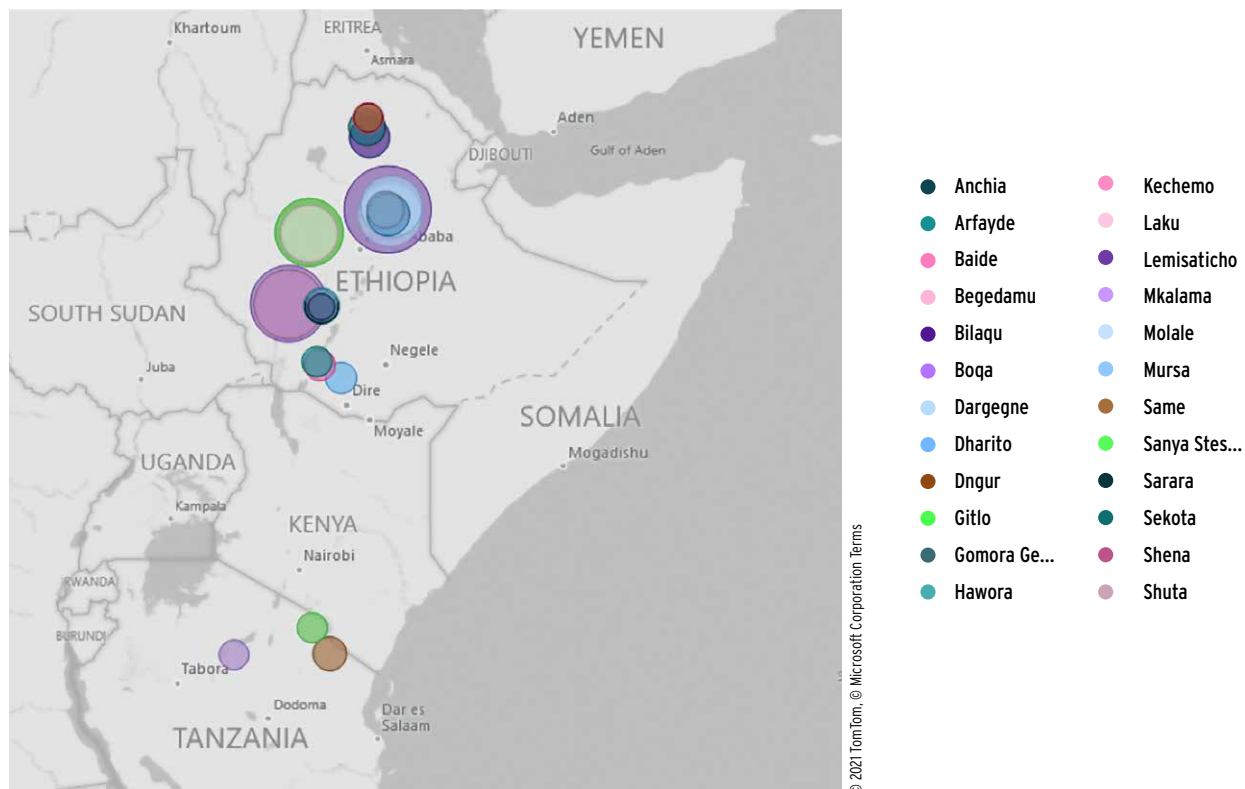 Khartoum
ERITREA
YEMEN
Asmara
Aden
DJIBOUTI
Gulf of Aden
baba
ETHIOPIA
SOUTH SUDAN
Negele
Juba
Dire
Moyale
SOMALIA
Mogadishu
UGANDA
Kampala
KENYA
Nairobi
RWANDA
BURUNDI
Tabora
Dodoma
Dar es
Salaam
TANZANIA
© 2021 TomTom, © Microsoft Corporation Terms
Anchia
Arfayde
Baide
Begedamu
Bilaqu
Boqa
Dargegne
Dharito
Dngur
Gitlo
Gomora Ge...
Hawora
Kechemo
Laku
Lemisaticho
Mkalama
Molale
Mursa
Same
Sanya Stes...
Sarara
Sekota
Shena
Shuta